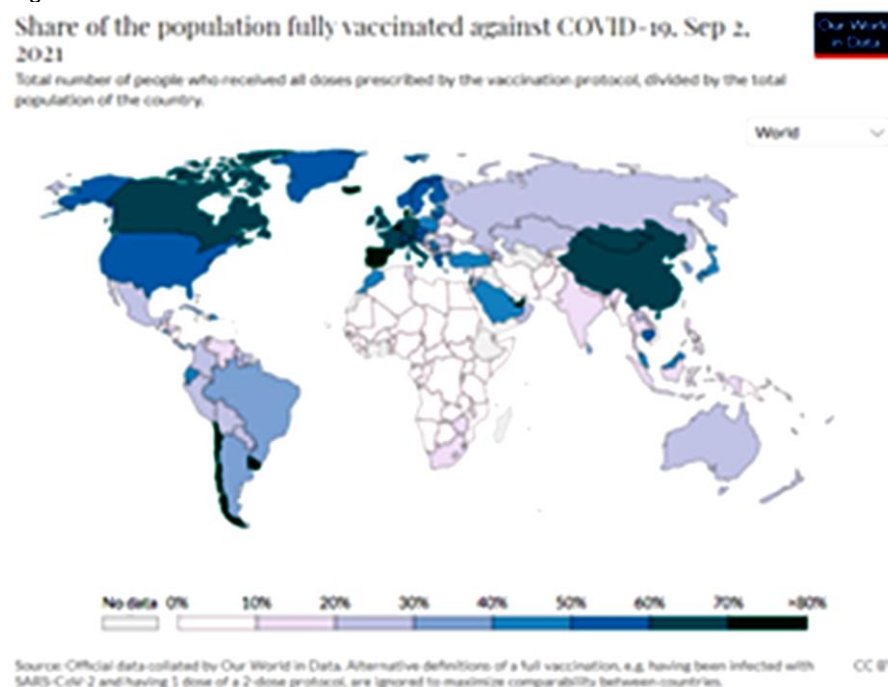 Share of the population fully vaccinated against COVID-19, Sep 2,
2021
Our World
in Data
Total number of people who received all doses prescribed by the vaccination protocol, divided by the total
population of the country.
World
No data 0% 10% 20% 30% 40% 50% 60% 70% >80%
Source: Official data collated by Our World in Data. Alternative definitions of a full vaccination, e.g. having been infected with
SARS-CoV-2 and having 1 dose of a 2-dose protocol, are ignored to maximize comparability between countries.
CC BY